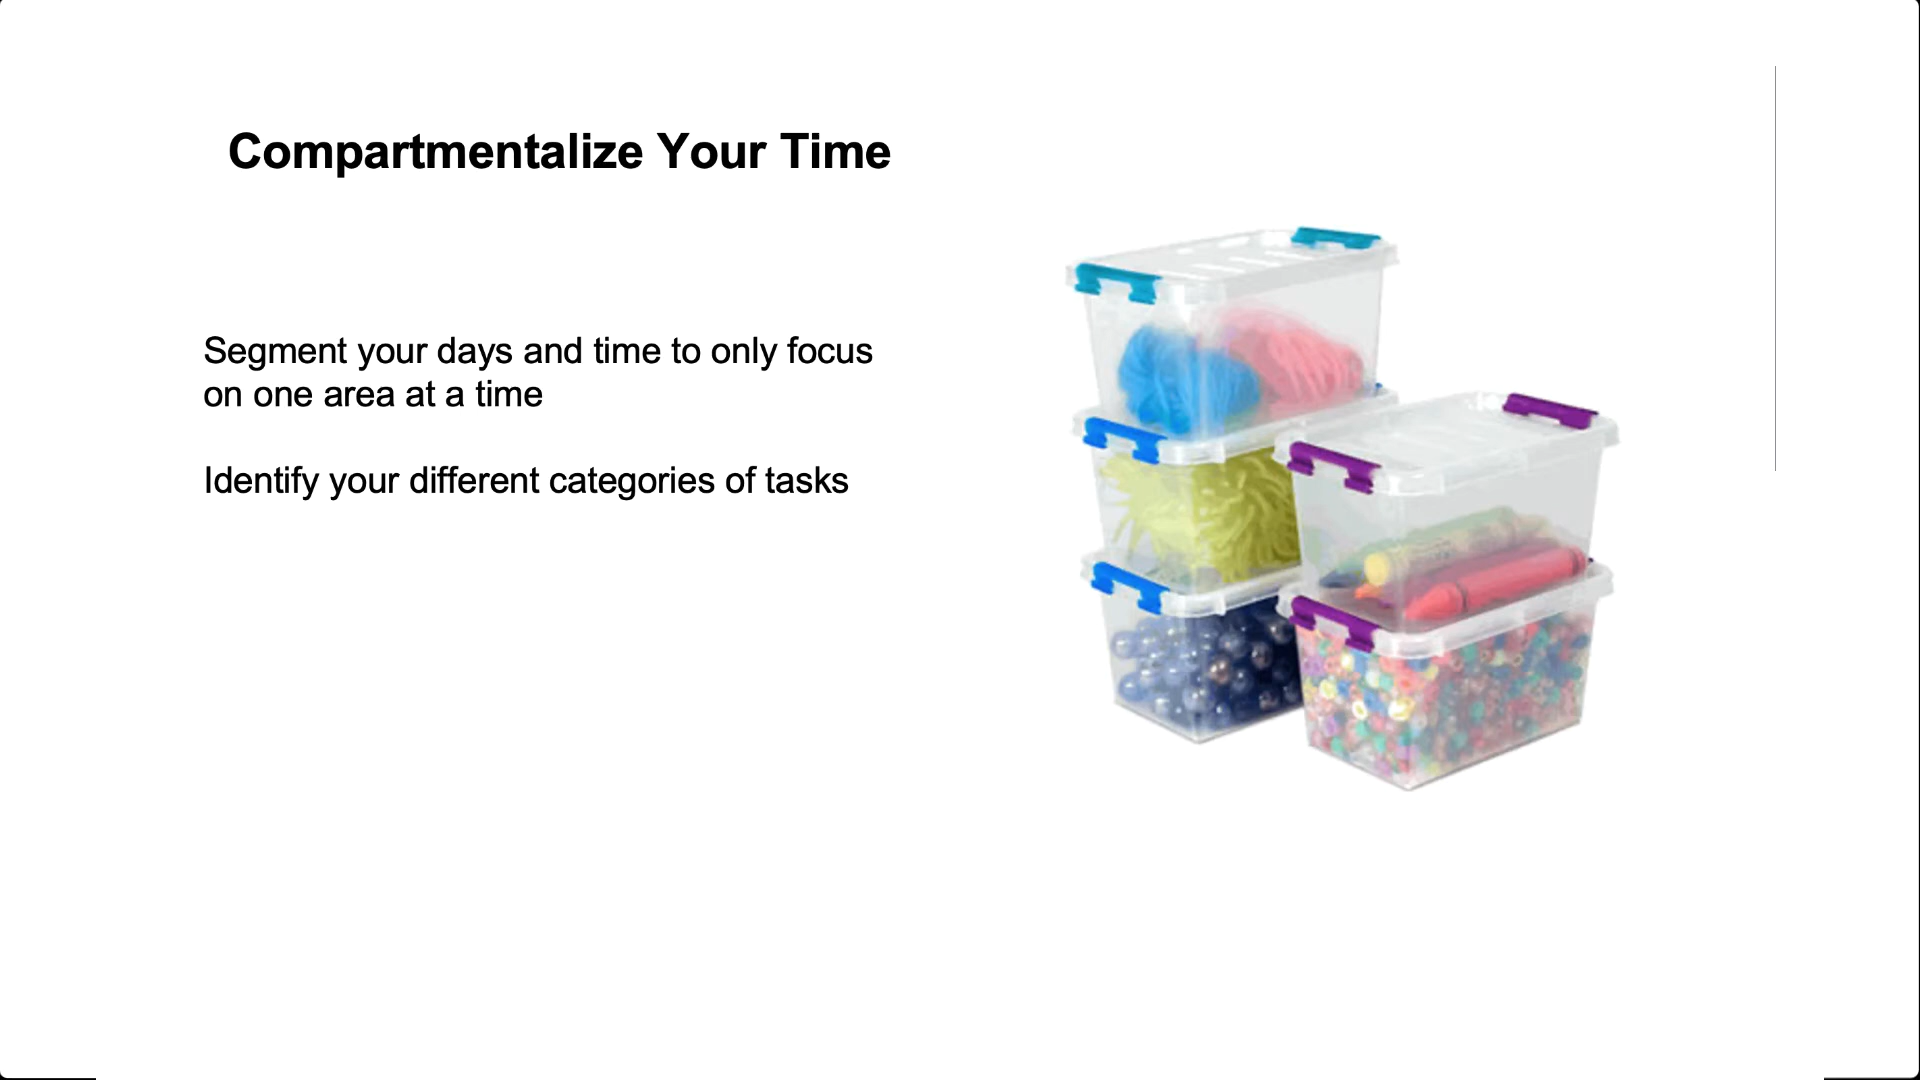 Compartmentalize Your Time
Segment your days and time to only focus
on one area at a time
Identify your different categories of tasks